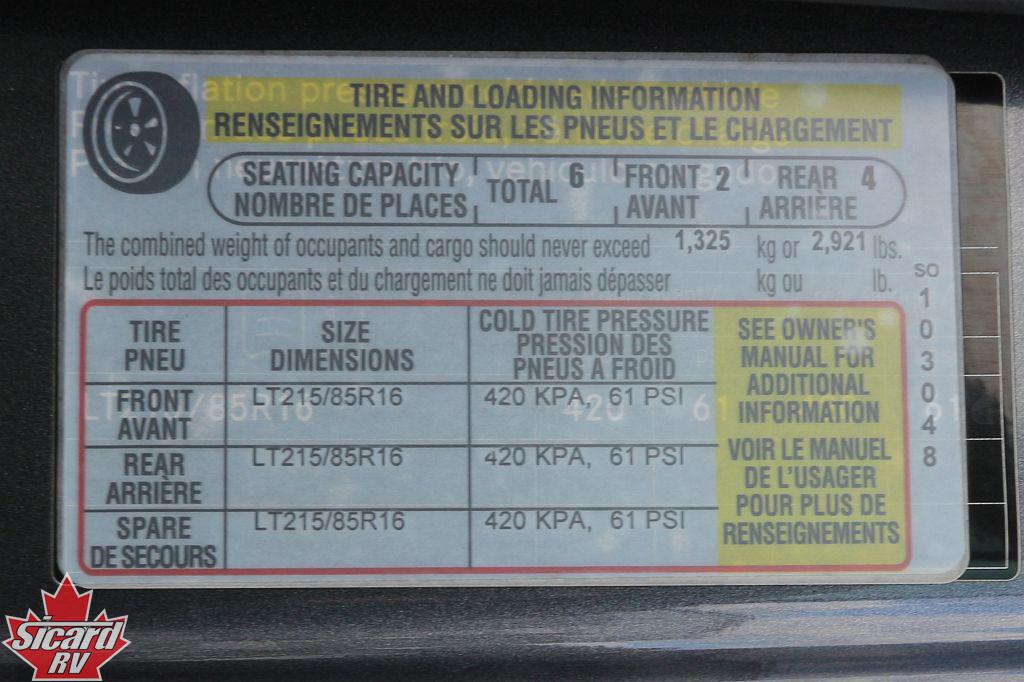 TIRE AND LOADING INFORMATION
RENSEIGNEMENTS SUR LES PNEUS ET LE CHARGEMENT
SEATING CAPACITY
NOMBRE DE PLACES
TOTAL 6
FRONT 2
AVANT
REAR 4
ARRIÈRE
The combined weight of occupants and cargo should never exceed 1,325 kg or 2,921 lbs.
Le poids total des occupants et du chargement ne doit jamais dépasser kg ou lb.
TIRE
PNEU
SIZE
DIMENSIONS
COLD TIRE PRESSURE
PRESSION DES
PNEUS A FROID
FRONT
AVANT
LT215/85R16
420 KPA, 61 PSI
REAR
ARRIÈRE
LT215/85R16
420 KPA, 61 PSI
SPARE
DE SECOURS
LT215/85R16
420 KPA, 61 PSI
SEE OWNER'S
MANUAL FOR
ADDITIONAL
INFORMATION
VOIR LE MANUEL
DE L'USAGER
POUR PLUS DE
RENSEIGNEMENTS
SO
1
0
3
0
4
8
Sicard
RV